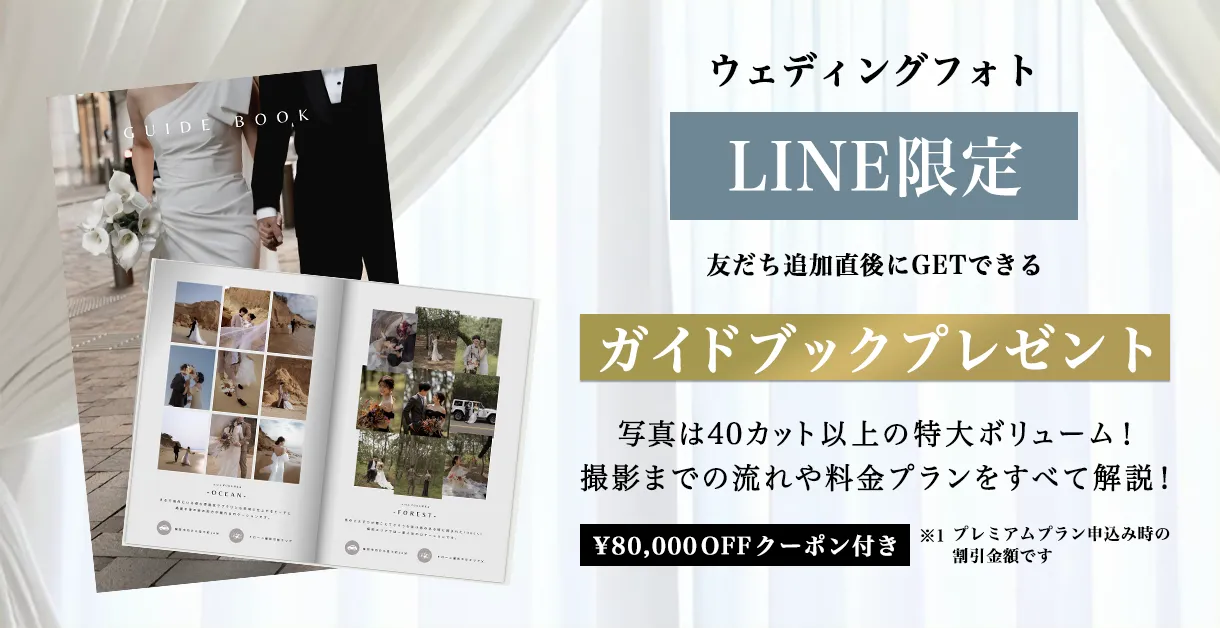 GUIDE BOOK
-OCEAN-
-FOREST-
ウェディングフォト
LINE限定
友だち追加直後にGETできる
ガイドブックプレゼント
写真は40カット以上の特大ボリューム！
撮影までの流れや料金プランをすべて解説！
¥80,000OFFクーポン付き
※1 プレミアムプラン申込み時の
割引金額です